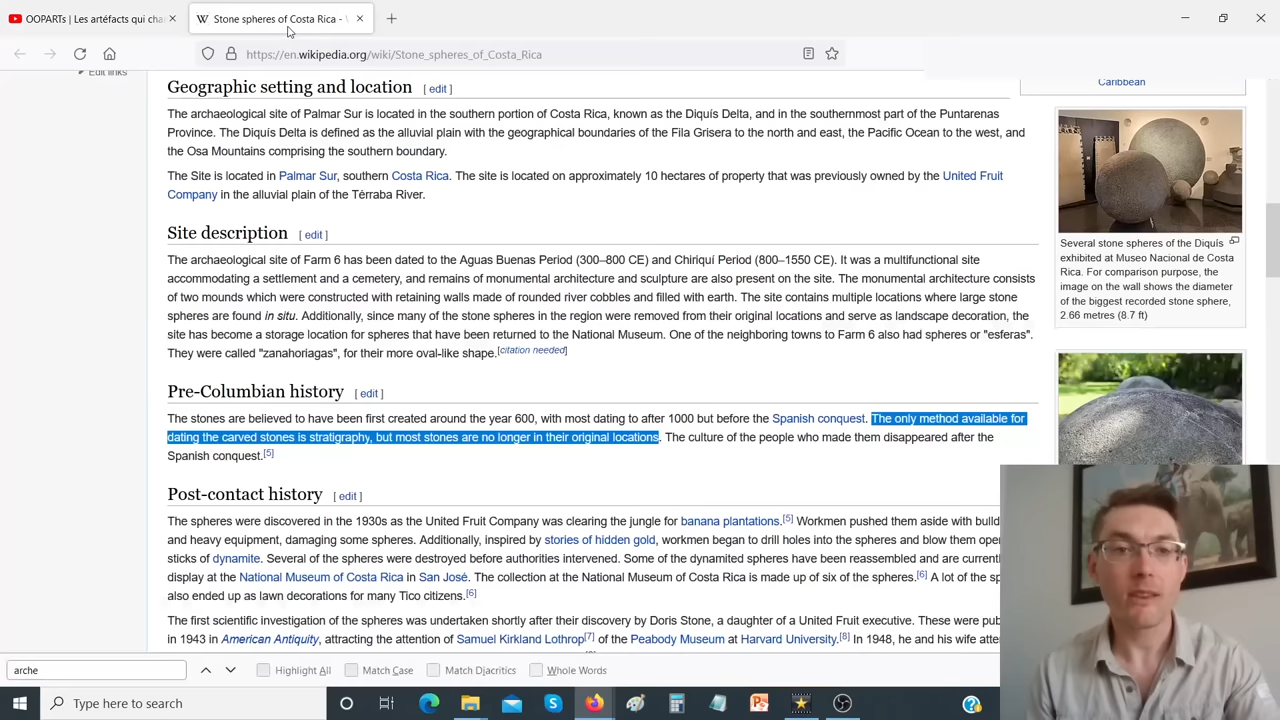 OOPARTs | Les artéfacts qui cha
Stone spheres of Costa Rica -
https://en.wikipedia.org/wiki/Stone_spheres_of_Costa_Rica
Edit links
Geographic setting and location [ edit ]
The archaeological site of Palmar Sur is located in the southern portion of Costa Rica, known as the Diquís Delta, and in the southernmost part of the Puntarenas
Province. The Diquís Delta is defined as the alluvial plain with the geographical boundaries of the Fila Grisera to the north and east, the Pacific Ocean to the west, and
the Osa Mountains comprising the southern boundary.
The Site is located in Palmar Sur, southern Costa Rica. The site is located on approximately 10 hectares of property that was previously owned by the United Fruit
Company in the alluvial plain of the Térraba River.
Site description [ edit ]
The archaeological site of Farm 6 has been dated to the Aguas Buenas Period (300–800 CE) and Chiriquí Period (800–1550 CE). It was a multifunctional site
accommodating a settlement and a cemetery, and remains of monumental architecture and sculpture are also present on the site. The monumental architecture consists
of two mounds which were constructed with retaining walls made of rounded river cobbles and filled with earth. The site contains multiple locations where large stone
spheres are found in situ. Additionally, since many of the stone spheres in the region were removed from their original locations and serve as landscape decoration, the
site has become a storage location for spheres that have been returned to the National Museum. One of the neighboring towns to Farm 6 also had spheres or "esferas".
They were called "zanahoriagas", for their more oval-like shape.[citation needed]
Pre-Columbian history [ edit ]
The stones are believed to have been first created around the year 600, with most dating to after 1000 but before the Spanish conquest. The only method available for
dating the carved stones is stratigraphy, but most stones are no longer in their original locations. The culture of the people who made them disappeared after the
Spanish conquest.[5]
Post-contact history [ edit ]
The spheres were discovered in the 1930s as the United Fruit Company was clearing the jungle for banana plantations.[5] Workmen pushed them aside with build
and heavy equipment, damaging some spheres. Additionally, inspired by stories of hidden gold, workmen began to drill holes into the spheres and blow them open
sticks of dynamite. Several of the spheres were destroyed before authorities intervened. Some of the dynamited spheres have been reassembled and are current
display at the National Museum of Costa Rica in San José. The collection at the National Museum of Costa Rica is made up of six of the spheres.[6] A lot of the sp
also ended up as lawn decorations for many Tico citizens.[6]
The first scientific investigation of the spheres was undertaken shortly after their discovery by Doris Stone, a daughter of a United Fruit executive. These were pub
in 1943 in American Antiquity, attracting the attention of Samuel Kirkland Lothrop[7] of the Peabody Museum at Harvard University.[8] In 1948, he and his wife atte
Caribbean
Several stone spheres of the Diquís
exhibited at Museo Nacional de Costa
Rica. For comparison purpose, the
image on the wall shows the diameter
of the biggest recorded stone sphere,
2.66 metres (8.7 ft)
arche
Highlight All
Match Case
Match Diacritics
Whole Words
Type here to search